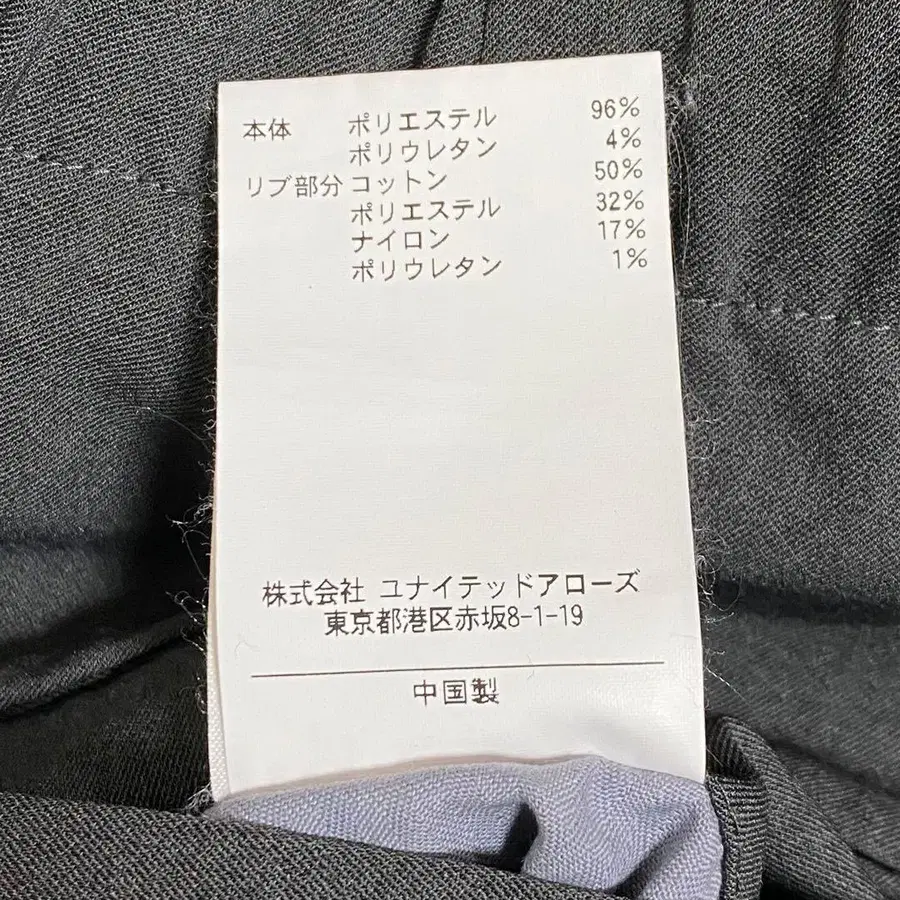 本体 ポリエステル 96%
ポリウレタン 4%
リブ部分 コットン 50%
ポリエステル 32%
ナイロン 17%
ポリウレタン 1%
株式会社 ユナイテッドアローズ
東京都港区赤坂8-1-19
中国製